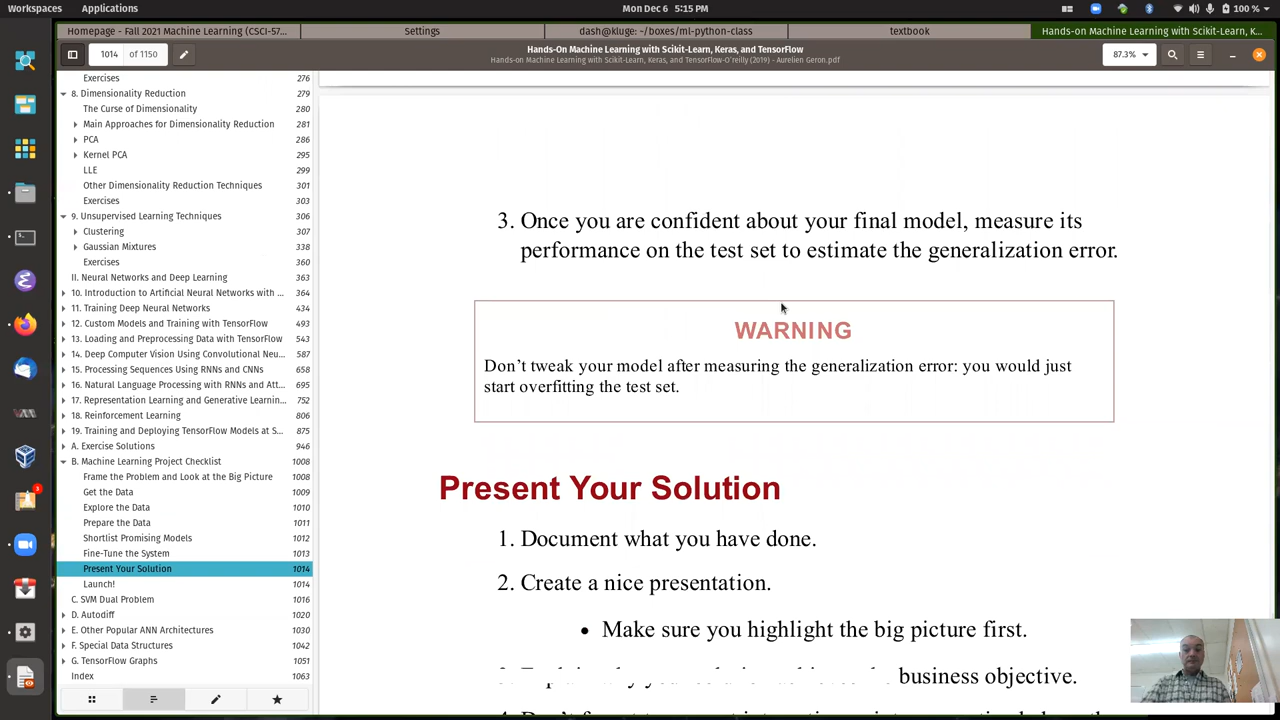 Workspaces Applications Mon Dec 6 5:15 PM 100 %
Homepage - Fall 2021 Machine Learning (CSCI-57... Settings dash@kluge: ~/boxes/ml-python-class textbook Hands-On Machine Learning with Scikit-Learn, K...
1014 of 1150 Hands-On Machine Learning with Scikit-Learn, Keras, and TensorFlow 87.3%
Hands-on Machine Learning with Scikit-Learn, Keras, and TensorFlow-O'reilly (2019) - Aurelien Geron.pdf
Exercises 276
8. Dimensionality Reduction 279
The Curse of Dimensionality 280
Main Approaches for Dimensionality Reduction 281
PCA 286
Kernel PCA 295
LLE 299
Other Dimensionality Reduction Techniques 301
Exercises 303
9. Unsupervised Learning Techniques 306
Clustering 307
Gaussian Mixtures 338
Exercises 360
II. Neural Networks and Deep Learning 363
10. Introduction to Artificial Neural Networks with ... 364
11. Training Deep Neural Networks 434
12. Custom Models and Training with TensorFlow 493
13. Loading and Preprocessing Data with TensorFlow 543
14. Deep Computer Vision Using Convolutional Neu... 587
15. Processing Sequences Using RNNs and CNNs 658
16. Natural Language Processing with RNNs and Att... 695
17. Representation Learning and Generative Learnin... 752
18. Reinforcement Learning 806
19. Training and Deploying TensorFlow Models at S... 875
A. Exercise Solutions 946
B. Machine Learning Project Checklist 1008
Frame the Problem and Look at the Big Picture 1008
Get the Data 1009
Explore the Data 1010
Prepare the Data 1011
Shortlist Promising Models 1012
Fine-Tune the System 1013
Present Your Solution 1014
Launch! 1014
C. SVM Dual Problem 1016
D. Autodiff 1020
E. Other Popular ANN Architectures 1030
F. Special Data Structures 1042
G. TensorFlow Graphs 1051
Index 1063
3. Once you are confident about your final model, measure its
performance on the test set to estimate the generalization error.
WARNING
Don't tweak your model after measuring the generalization error: you would just
start overfitting the test set.
Present Your Solution
1. Document what you have done.
2. Create a nice presentation.
• Make sure you highlight the big picture first.
business objective.